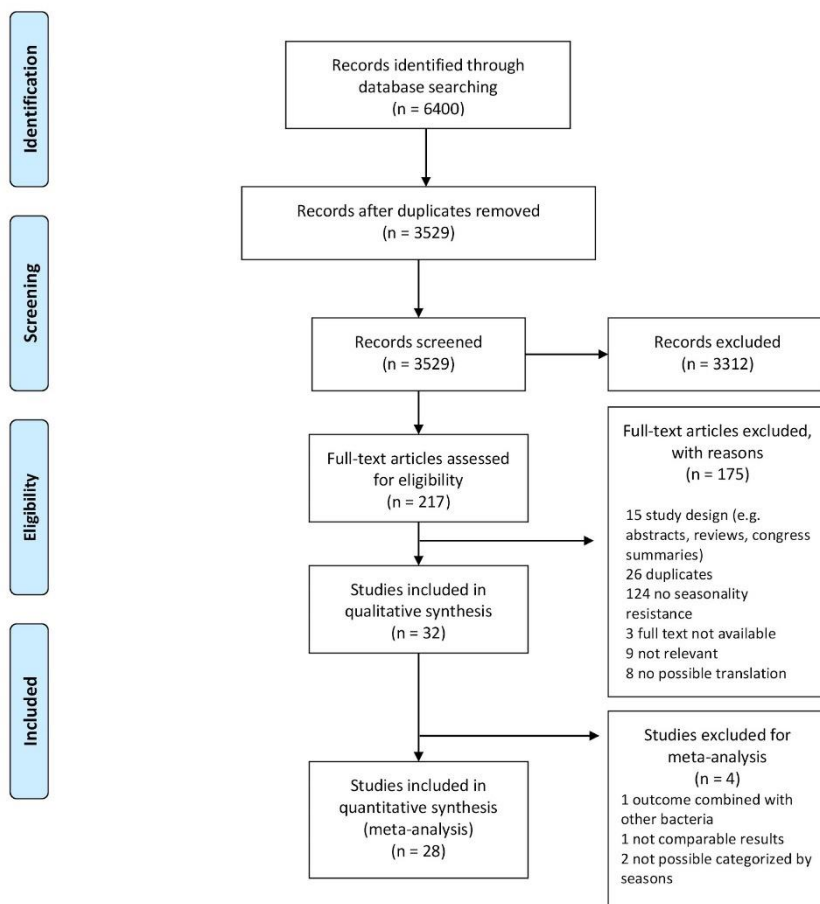 Identification
Records identified through
database searching
(n = 6400)
Records after duplicates removed
(n = 3529)
Screening
Records screened
(n = 3529)
Records excluded
(n = 3312)
Eligibility
Full-text articles assessed
for eligibility
(n = 217)
Full-text articles excluded,
with reasons
(n = 175)
15 study design (e.g.
abstracts, reviews, congress
summaries)
26 duplicates
124 no seasonality
resistance
3 full text not available
9 not relevant
8 no possible translation
Studies included in
qualitative synthesis
(n = 32)
Included
Studies excluded for
meta-analysis
(n = 4)
1 outcome combined with
other bacteria
1 not comparable results
2 not possible categorized by
seasons
Studies included in
quantitative synthesis
(meta-analysis)
(n = 28)